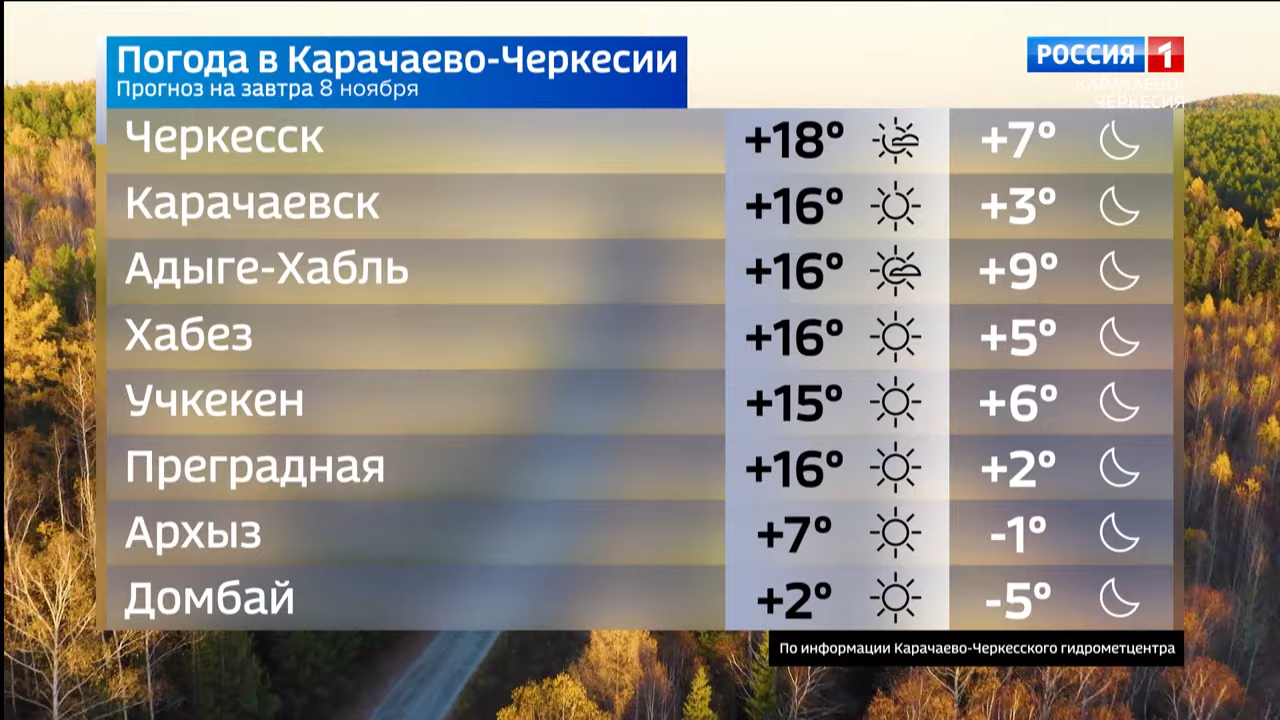 Погода в Карачаево-Черкесии
Прогноз на завтра 8 ноября
РОССИЯ 1
КАРАЧАЕВО-
ЧЕРКЕСИЯ
Черкесск +18° +7°
Карачаевск +16° +3°
Адыге-Хабль +16° +9°
Хабез +16° +5°
Учкекен +15° +6°
Преградная +16° +2°
Архыз +7° -1°
Домбай +2° -5°
По информации Карачаево-Черкесского гидрометцентра